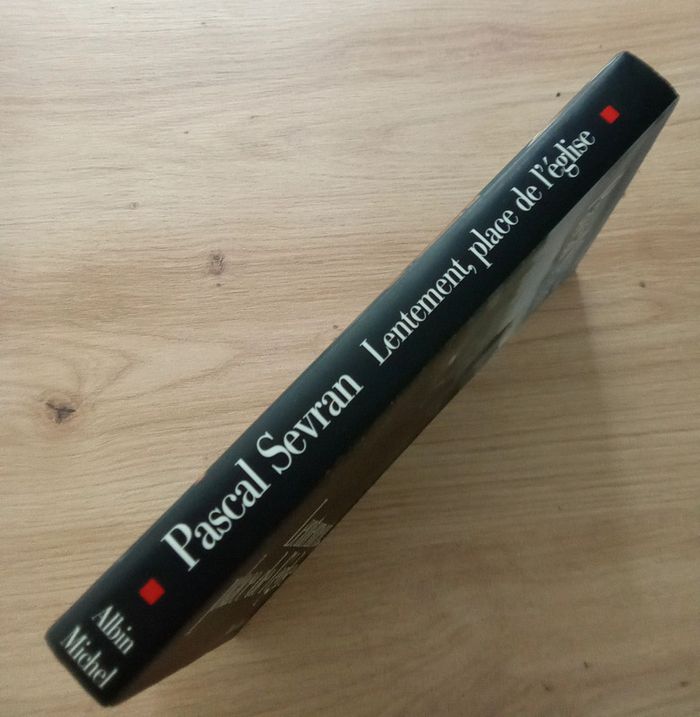 Albin
Michel
Pascal Sevran Lentement, place de l'église